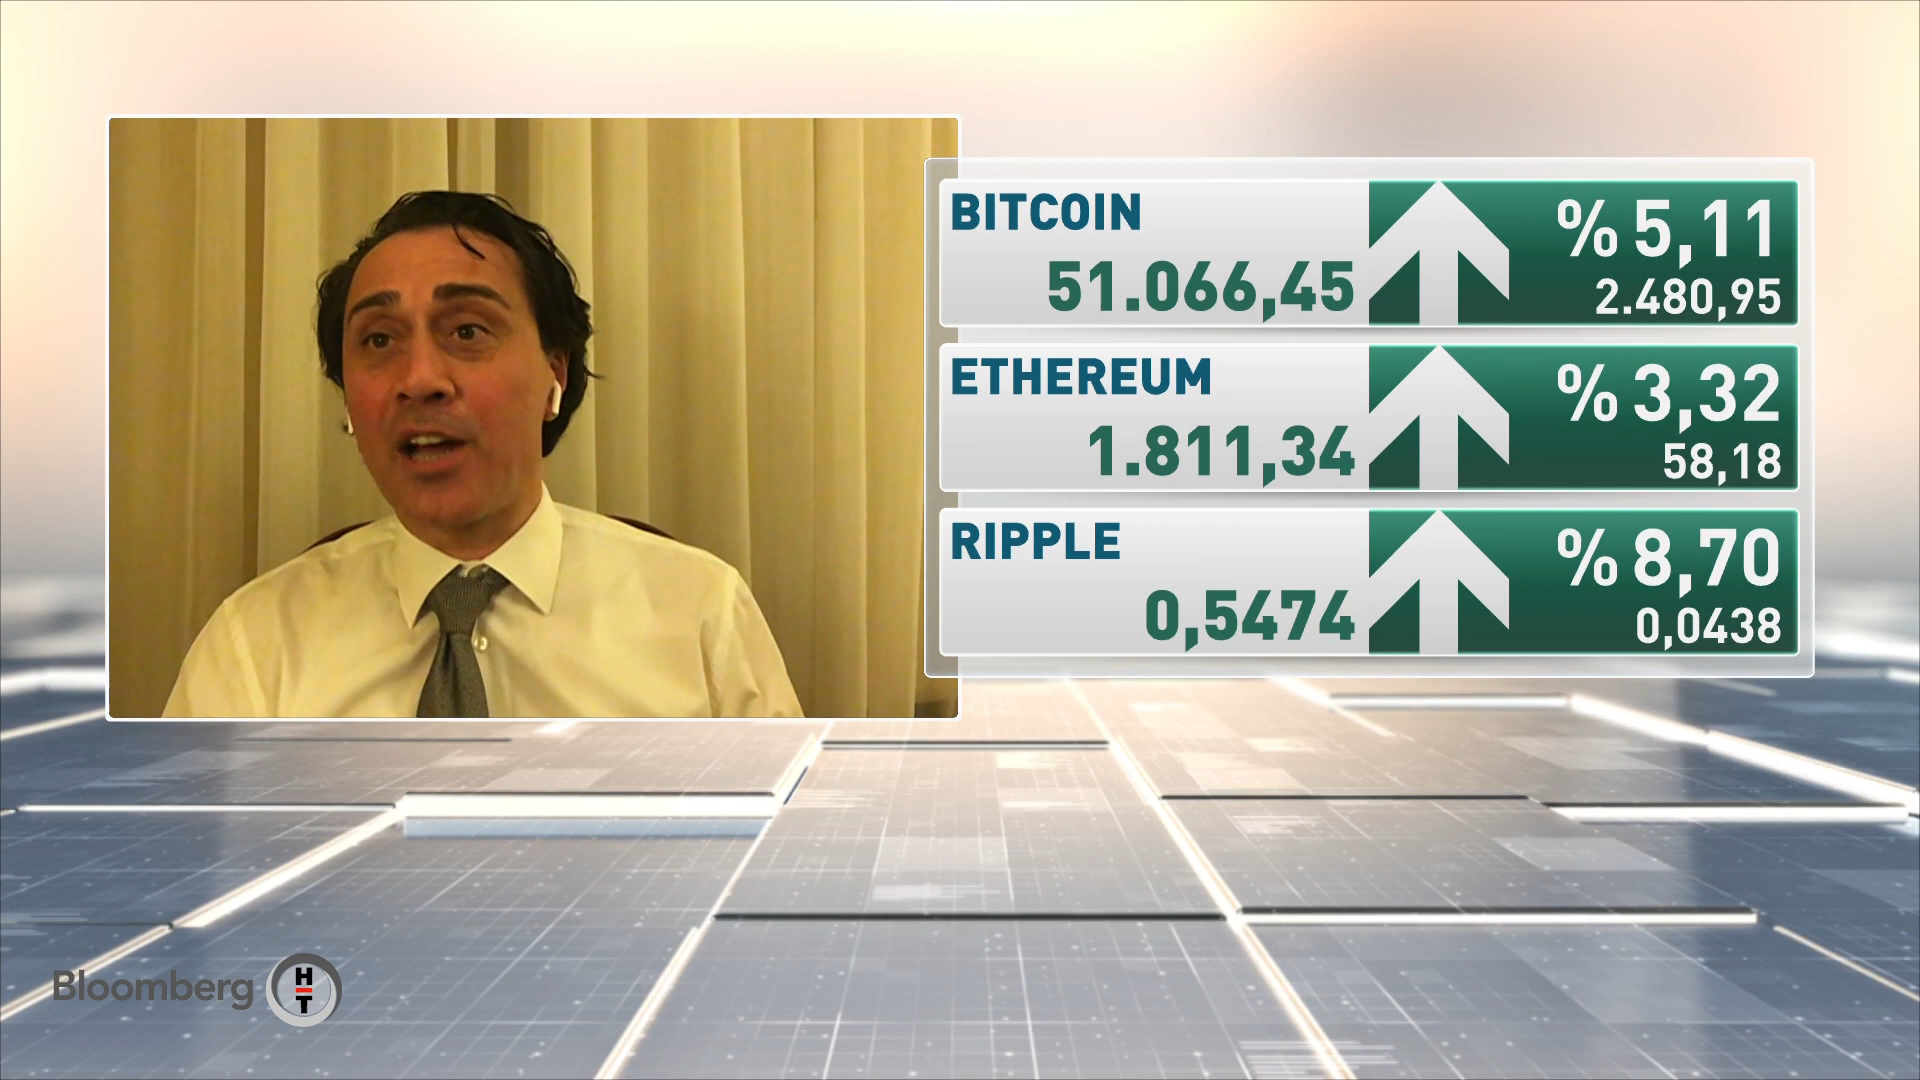 BITCOIN
51.066,45
% 5,11
2.480,95
ETHEREUM
1.811,34
% 3,32
58,18
RIPPLE
0,5474
% 8,70
0,0438
Bloomberg HT